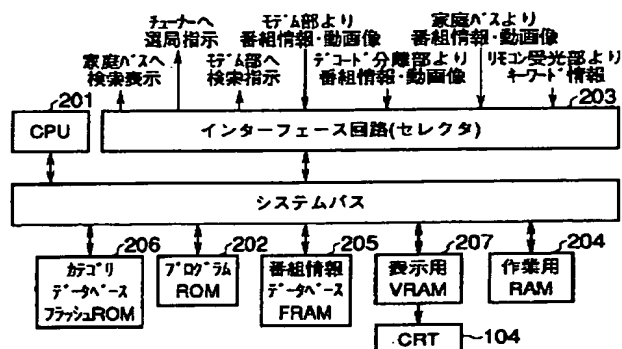 チューナーへ
選局指示
モデム部より
番組情報・動画像
家庭バスより
番組情報・動画像
家庭バスへ
検索表示
モデム部へ
検索指示
デコード分離部より
番組情報・動画像
リモコン受光部より
キーワード情報
201
203
CPU
インターフェース回路(セレクタ)
システムバス
206
202
205
207
204
カテゴリ
データベース
フラッシュROM
プログラム
ROM
番組情報
データベース
FRAM
表示用
VRAM
作業用
RAM
CRT
104